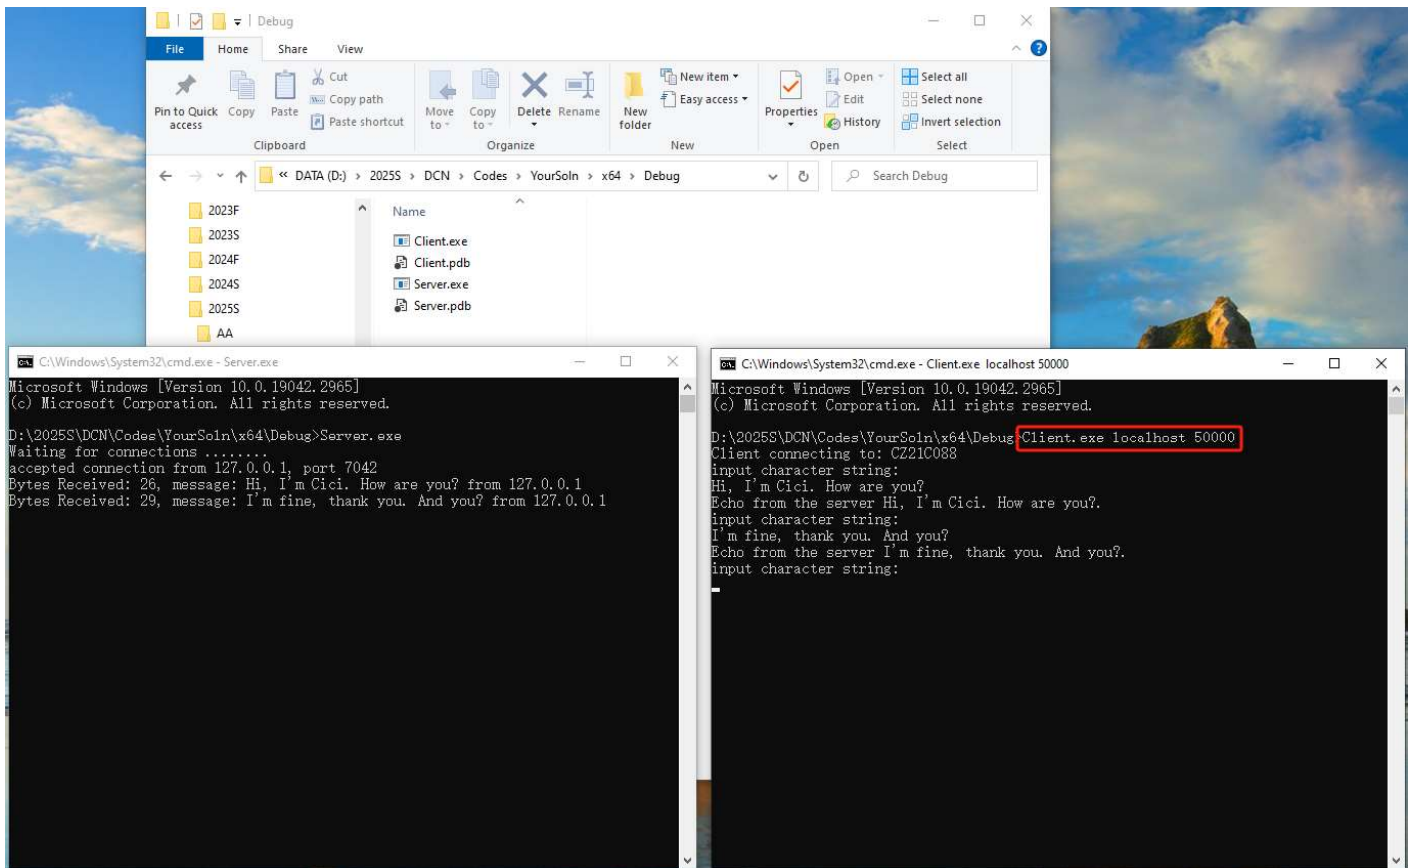 Debug
File Home Share View
Pin to Quick access
Copy
Paste
Cut
Copy path
Paste shortcut
Clipboard
Move to
Copy to
Delete
Rename
Organize
New folder
New item
Easy access
New
Properties
Open
Edit
History
Open
Select all
Select none
Invert selection
Select
« DATA (D:) › 2025S › DCN › Codes › YourSoln › x64 › Debug
Search Debug
2023F
2023S
2024F
2024S
2025S
AA
Name
Client.exe
Client.pdb
Server.exe
Server.pdb
C:\Windows\System32\cmd.exe - Server.exe
Microsoft Windows [Version 10.0.19042.2965]
(c) Microsoft Corporation. All rights reserved.
D:\2025S\DCN\Codes\YourSoln\x64\Debug>Server.exe
Waiting for connections ........
accepted connection from 127.0.0.1, port 7042
Bytes Received: 26, message: Hi, I'm Cici. How are you? from 127.0.0.1
Bytes Received: 29, message: I'm fine, thank you. And you? from 127.0.0.1
C:\Windows\System32\cmd.exe - Client.exe localhost 50000
Microsoft Windows [Version 10.0.19042.2965]
(c) Microsoft Corporation. All rights reserved.
D:\2025S\DCN\Codes\YourSoln\x64\Debug>Client.exe localhost 50000
Client connecting to: CZ21C088
input character string:
Hi, I'm Cici. How are you?
Echo from the server Hi, I'm Cici. How are you?.
input character string:
I'm fine, thank you. And you?
Echo from the server I'm fine, thank you. And you?.
input character string: